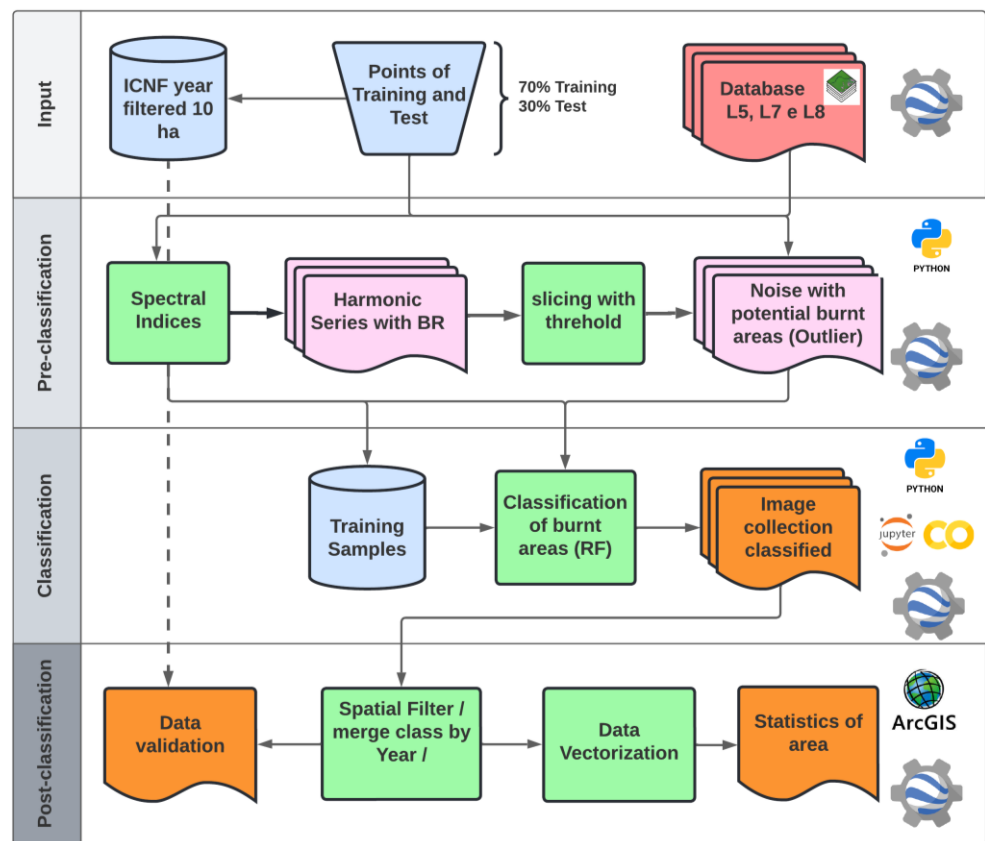 Input
ICNF year
filtered 10
ha
Points of
Training and
Test
70% Training
30% Test
Database
L5, L7 e L8
Pre-classification
Spectral
Indices
Harmonic
Series with BR
slicing with
threhold
Noise with
potential burnt
areas (Outlier)
PYTHON
Classification
Training
Samples
Classification
of burnt
areas (RF)
Image
collection
classified
PYTHON
jupyter
CO
Post-classification
Data
validation
Spatial Filter /
merge class by
Year /
Data
Vectorization
Statistics of
area
ArcGIS